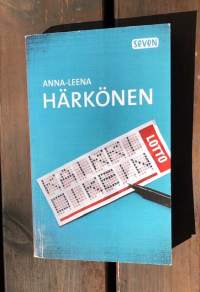 seven
ANNA-LEENA
HÄRKÖNEN
KAIKKI
OIKEIN
LOTTO